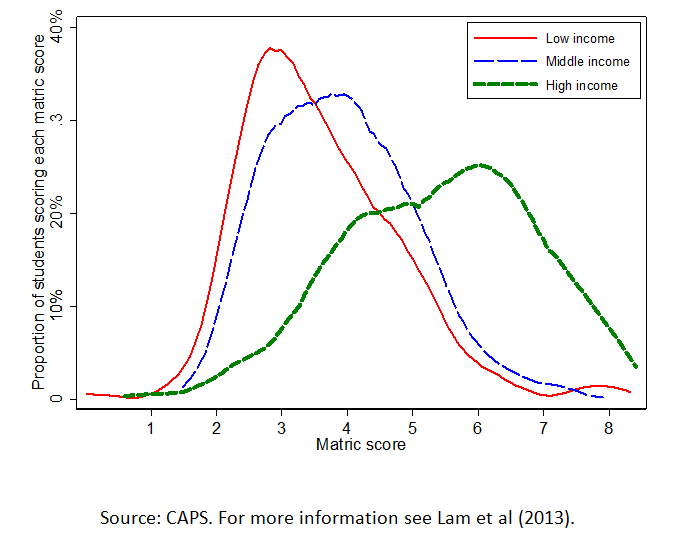 Proportion of students scoring each matric score
40%
.3
20%
10%
0
Low income
Middle income
High income
1 2 3 4 5 6 7 8
Matric score
Source: CAPS. For more information see Lam et al (2013).